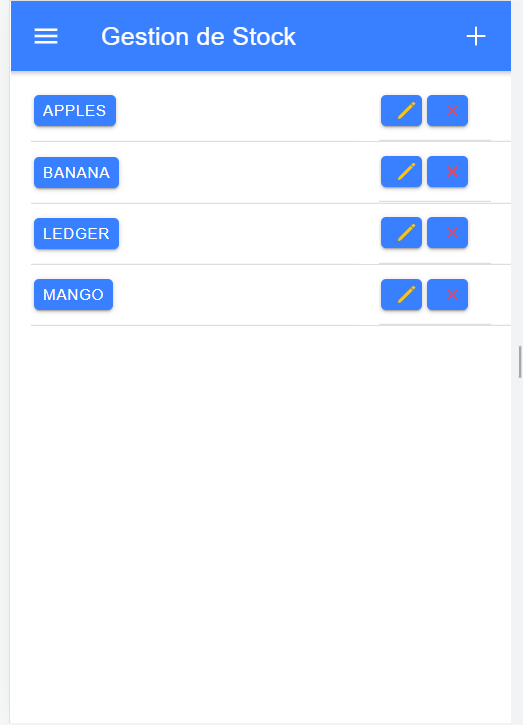 Gestion de Stock
APPLES
BANANA
LEDGER
MANGO